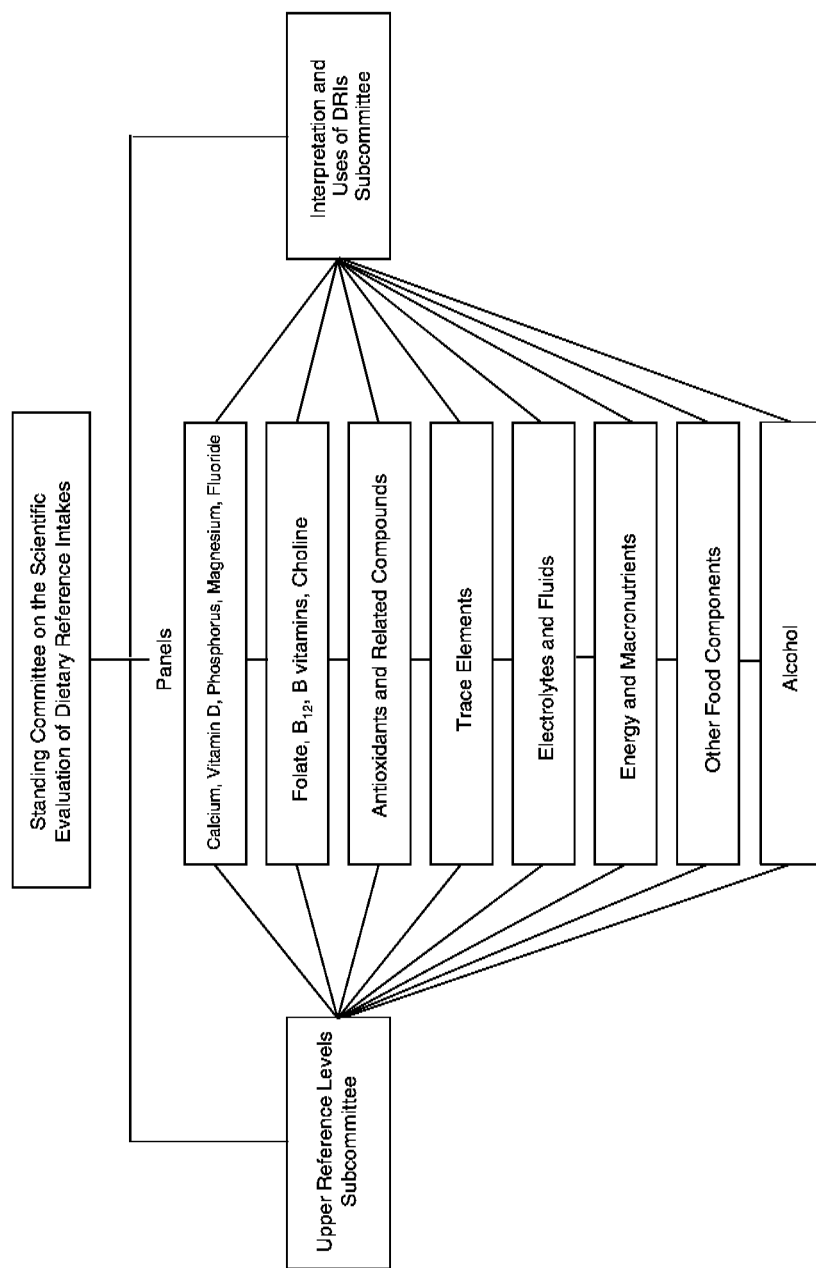 Standing Committee on the Scientific
Evaluation of Dietary Reference Intakes
Panels
Upper Reference Levels
Subcommittee
Calcium, Vitamin D, Phosphorus, Magnesium, Fluoride
Folate, B₁₂, B vitamins, Choline
Antioxidants and Related Compounds
Trace Elements
Electrolytes and Fluids
Energy and Macronutrients
Other Food Components
Alcohol
Interpretation and
Uses of DRIs
Subcommittee